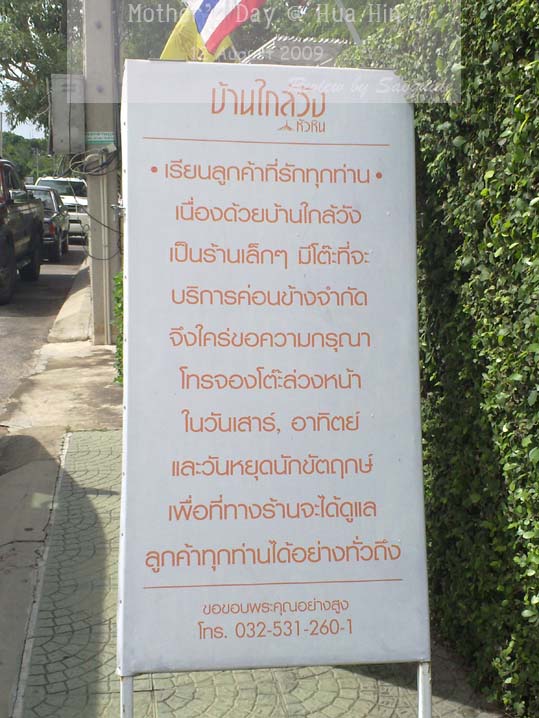 Mother's Day @ Hua Hin
August 2009
Review by
บ้านใกล้วัง
หัวหิน
• เรียนลูกค้าที่รักทุกท่าน •
เนื่องด้วยบ้านใกล้วัง
เป็นร้านเล็กๆ มีโต๊ะที่จะ
บริการค่อนข้างจำกัด
จึงใคร่ขอความกรุณา
โทรจองโต๊ะล่วงหน้า
ในวันเสาร์, อาทิตย์
และวันหยุดนักขัตฤกษ์
เพื่อที่ทางร้านจะได้ดูแล
ลูกค้าทุกท่านได้อย่างทั่วถึง
ขอขอบพระคุณอย่างสูง
โทร. 032-531-260-1